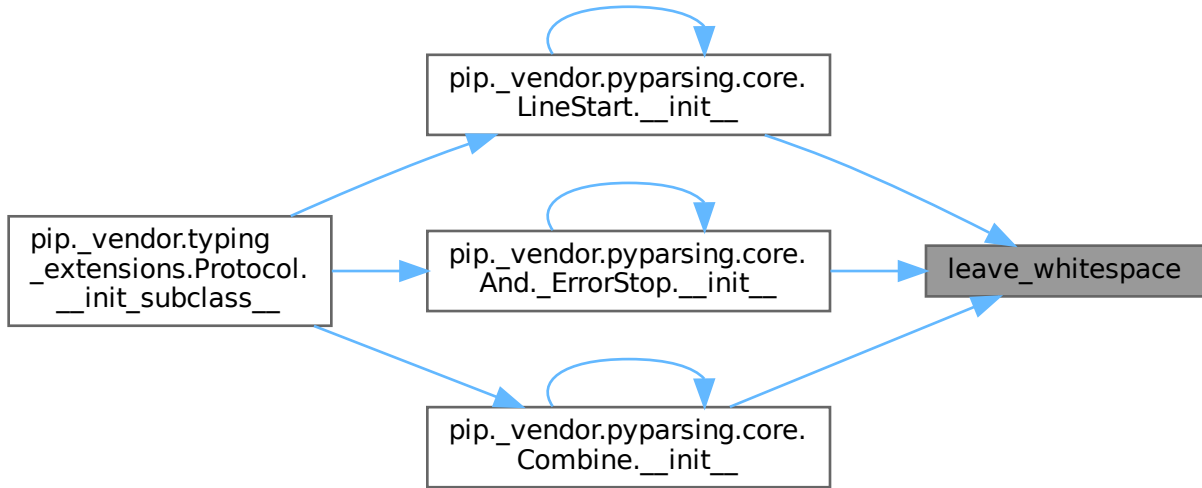 pip._vendor.pyparsing.core.
LineStart.__init__
pip._vendor.typing
_extensions.Protocol.
__init_subclass__
pip._vendor.pyparsing.core.
And._ErrorStop.__init__
leave_whitespace
pip._vendor.pyparsing.core.
Combine.__init__